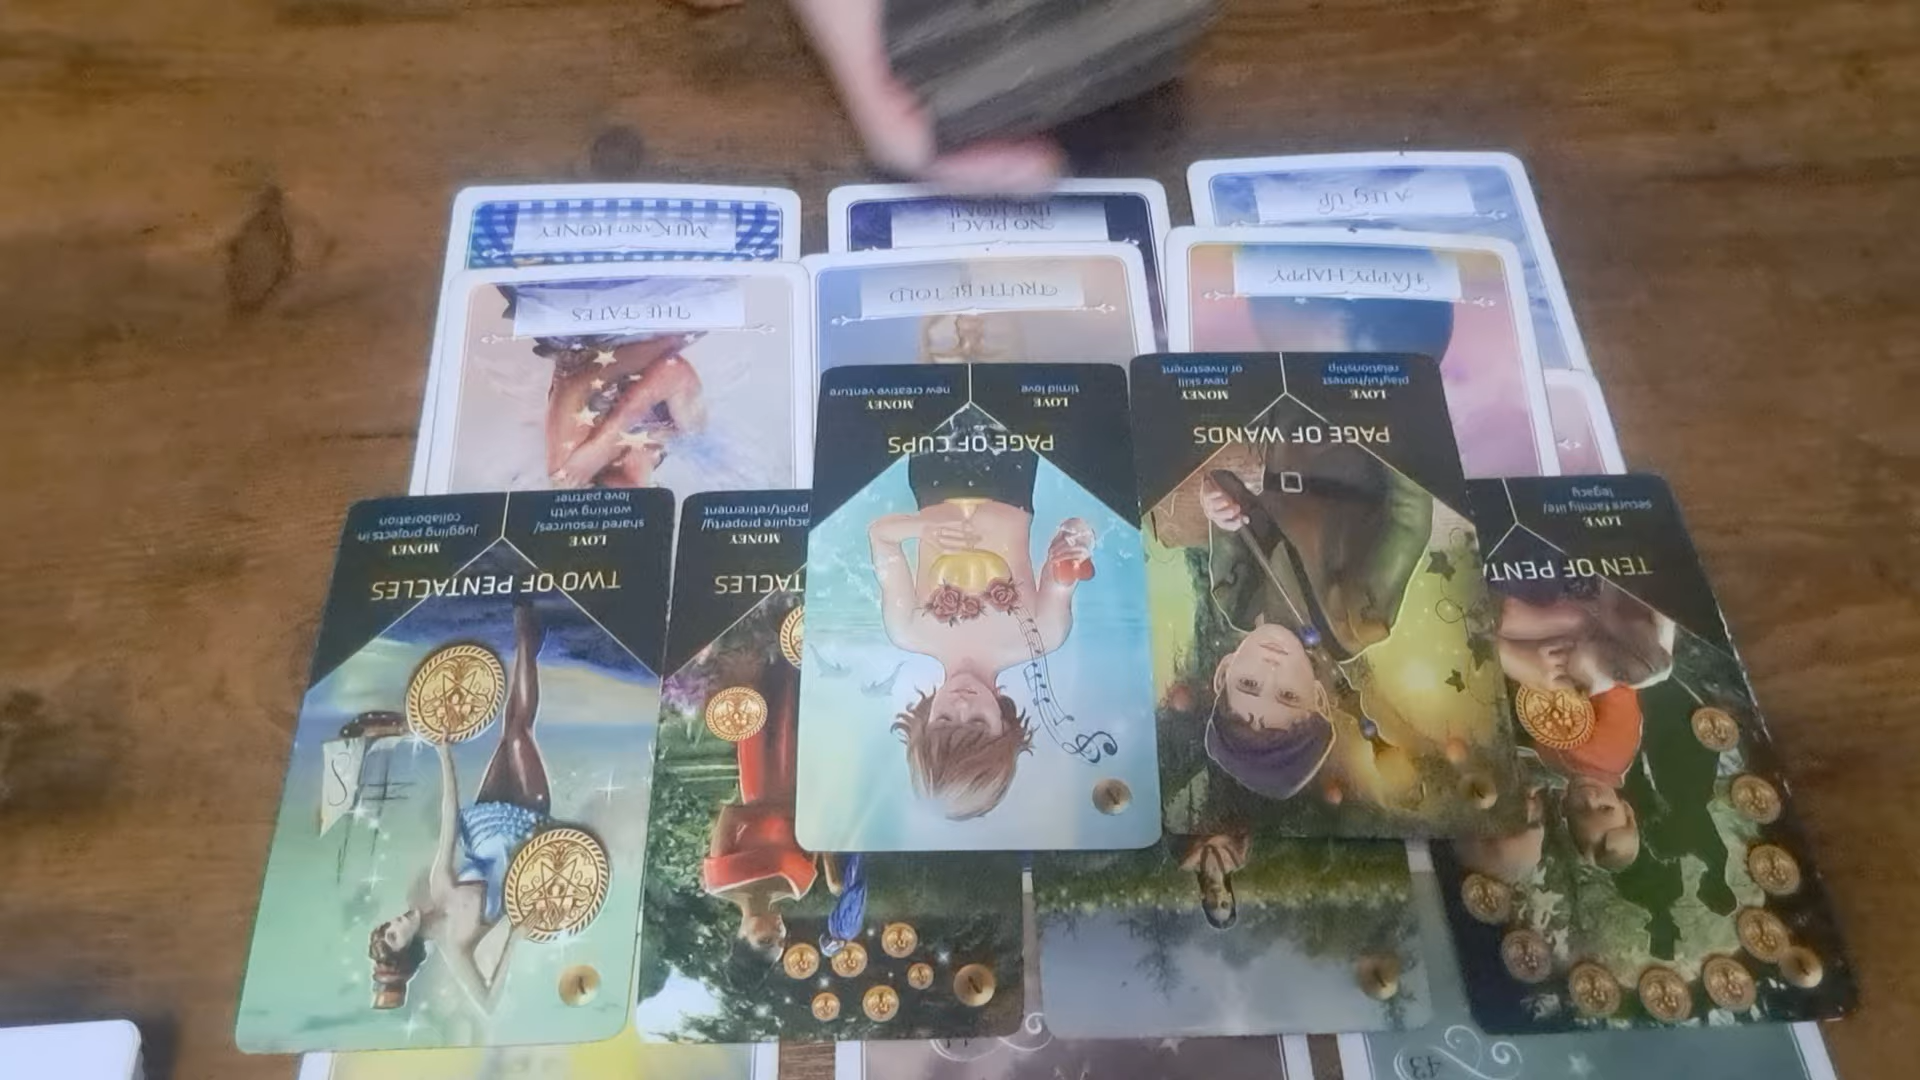 A LEG UP
MILK AND HONEY
NO PLACE
LIKE HOME
HAPPY, HAPPY
TRUTH BE TOLD
THE FATES
PAGE OF CUPS
LOVE
timid love
MONEY
new creative venture
PAGE OF WANDS
LOVE
playful/honest
relationship
MONEY
new skill
or investment
TWO OF PENTACLES
LOVE
shared resources/
working with
love partner
MONEY
juggling projects in
collaboration
TACLES
MONEY
acquire property/
profit/retirement
TEN OF PENTA
LOVE
secure family life/
legacy
43